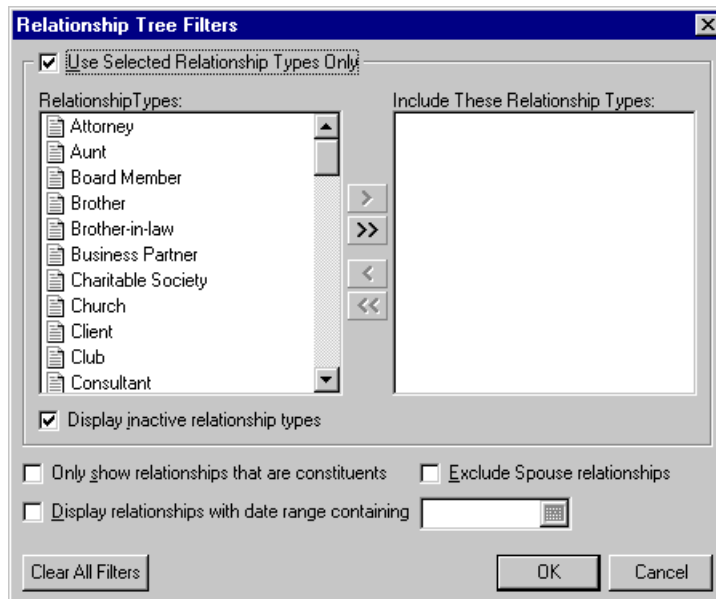 Relationship Tree Filters
Use Selected Relationship Types Only
RelationshipTypes:
Include These Relationship Types:
Attorney
Aunt
Board Member
Brother
Brother-in-law
Business Partner
Charitable Society
Church
Client
Club
Consultant
>
>>
<
<<
Display inactive relationship types
Only show relationships that are constituents
Exclude Spouse relationships
Display relationships with date range containing
Clear All Filters
OK
Cancel